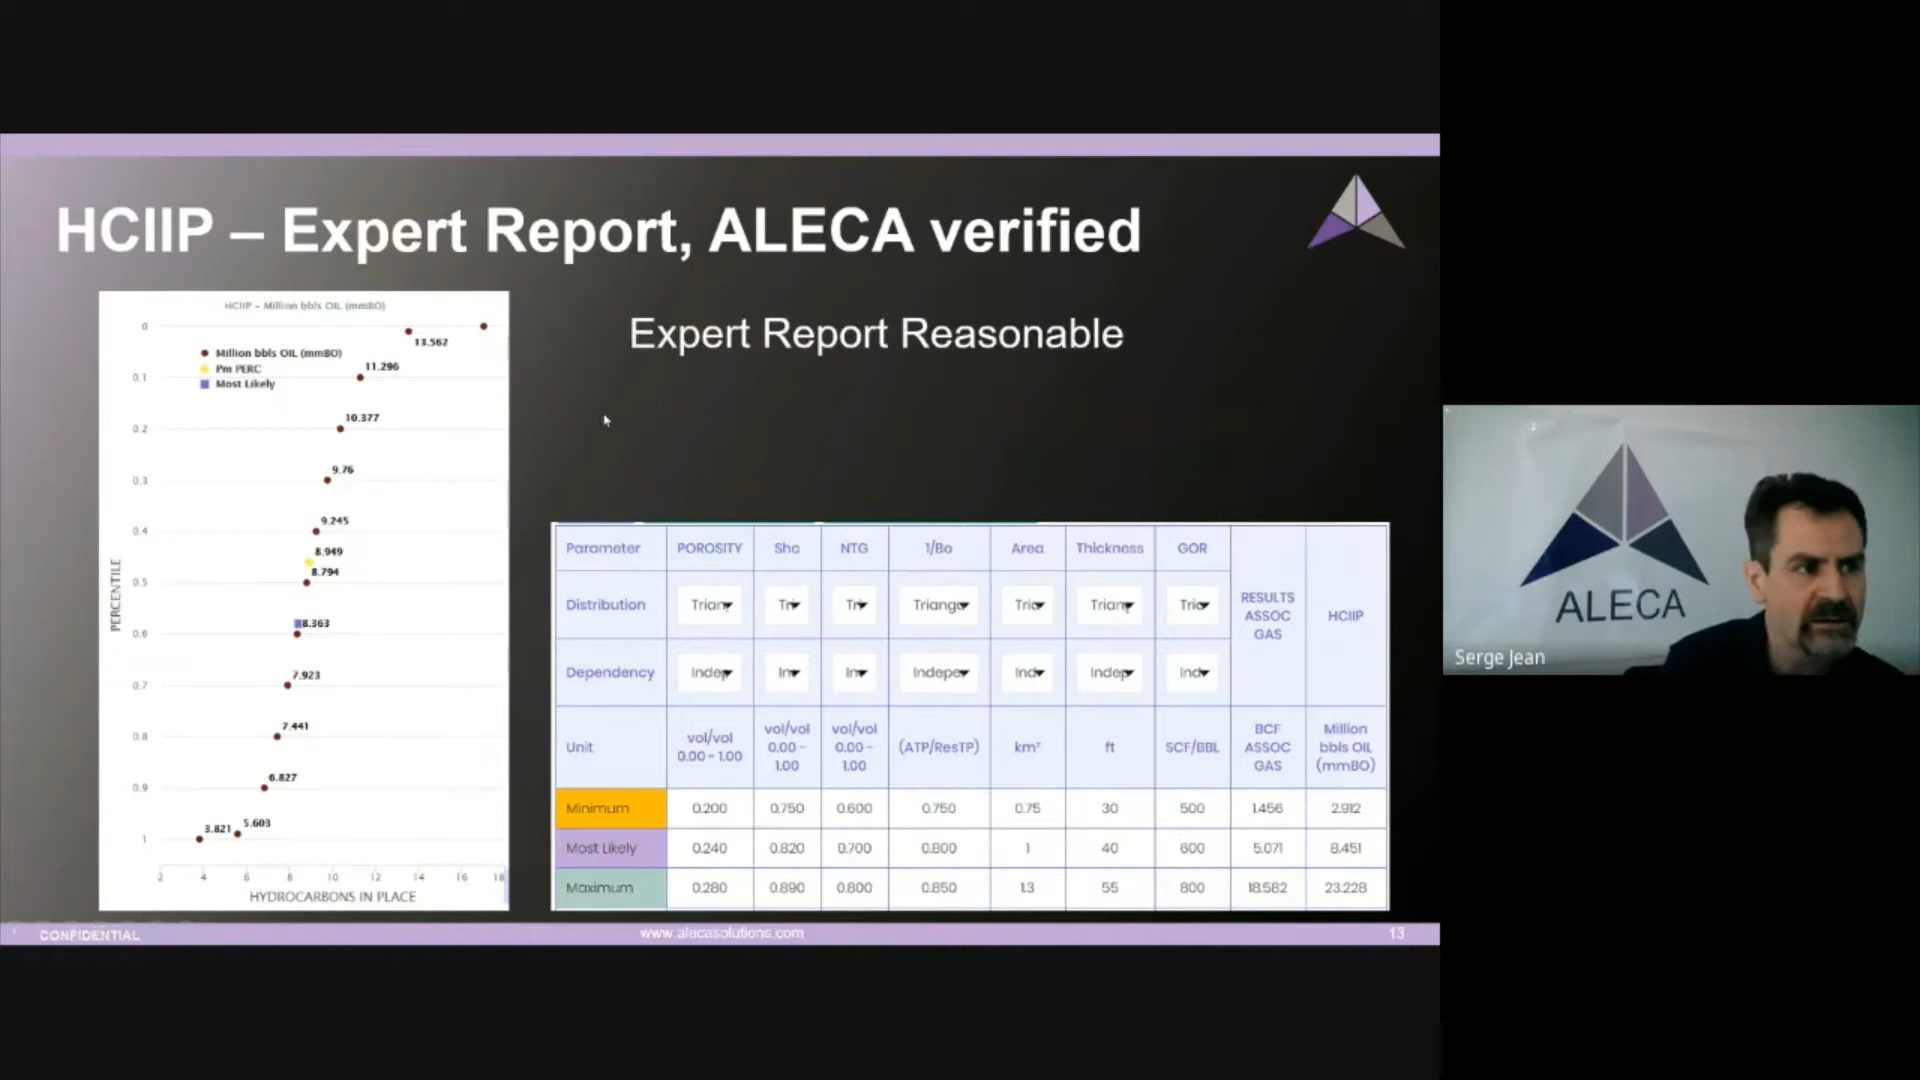 HCIIP – Expert Report, ALECA verified
HCIIP – Million bbls OIL (mmBO)
0
13.562
Million bbls OIL (mmBO)
Pm PERC
Most Likely
11.296
0.1
10.377
0.2
9.76
0.3
9.245
0.4
8.949
8.794
0.5
8.363
0.6
7.923
0.7
7.441
0.8
6.827
0.9
3.821 5.603
1
PERCENTILE
2 4 6 8 10 12 14 16 18
HYDROCARBONS IN PLACE
Expert Report Reasonable
Parameter POROSITY Shc NTG 1/Bo Area Thickness GOR RESULTS ASSOC GAS HCIIP
Distribution Triang Tri Tri Triangu Tria Triang Tria
Dependency Indep In In Indepe Ind Indep Ind
Unit vol/vol 0.00 - 1.00 vol/vol 0.00 - 1.00 vol/vol 0.00 - 1.00 (ATP/ResTP) km² ft SCF/BBL BCF ASSOC GAS Million bbls OIL (mmBO)
Minimum 0.200 0.750 0.600 0.750 0.75 30 500 1.456 2.912
Most Likely 0.240 0.820 0.700 0.800 1 40 600 5.071 8.451
Maximum 0.280 0.890 0.800 0.850 1.3 55 800 18.582 23.228
CONFIDENTIAL
www.alecasolutions.com
13
ALECA
Serge Jean